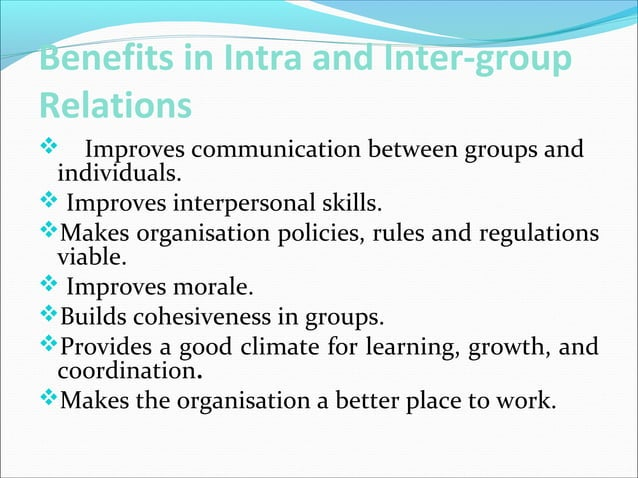 Benefits in Intra and Inter-group
Relations
❖ Improves communication between groups and
individuals.
❖ Improves interpersonal skills.
❖Makes organisation policies, rules and regulations
viable.
❖ Improves morale.
❖Builds cohesiveness in groups.
❖Provides a good climate for learning, growth, and
coordination.
❖Makes the organisation a better place to work.